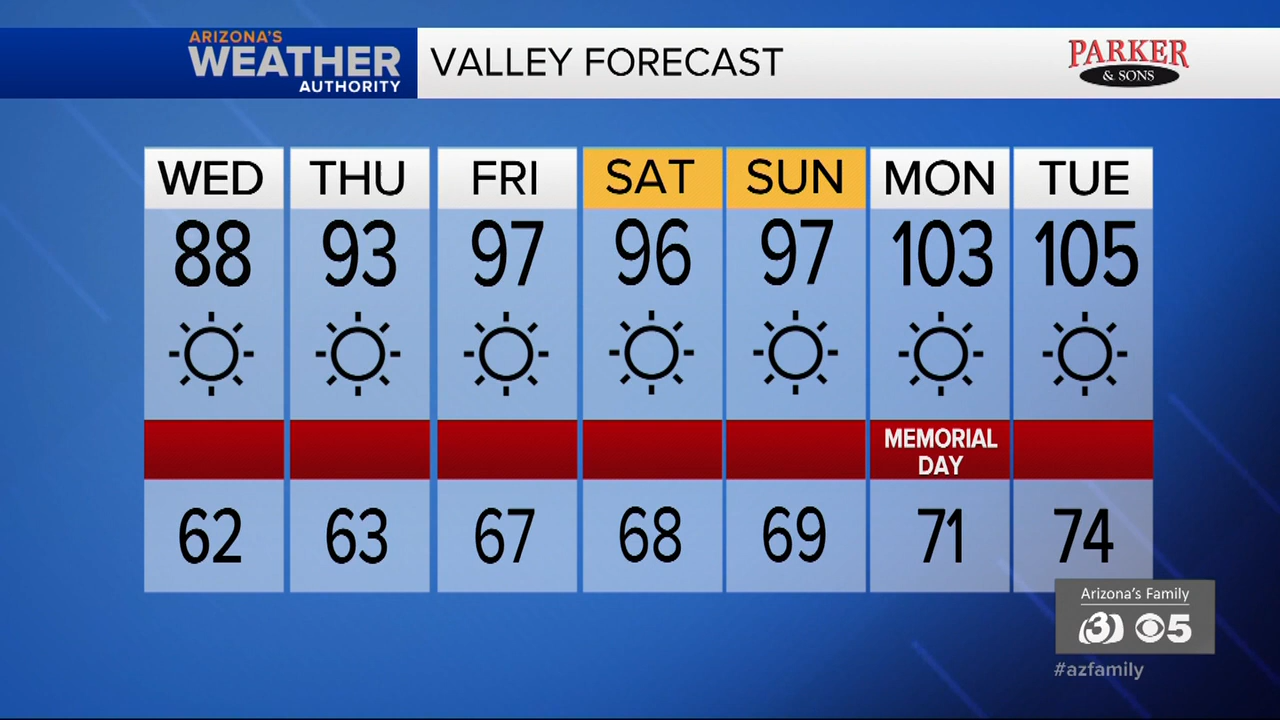 ARIZONA'S
WEATHER
AUTHORITY
VALLEY FORECAST
PARKER
& SONS
WED THU FRI SAT SUN MON TUE
88 93 97 96 97 103 105
MEMORIAL
DAY
62 63 67 68 69 71 74
Arizona's Family
3 5
#azfamily